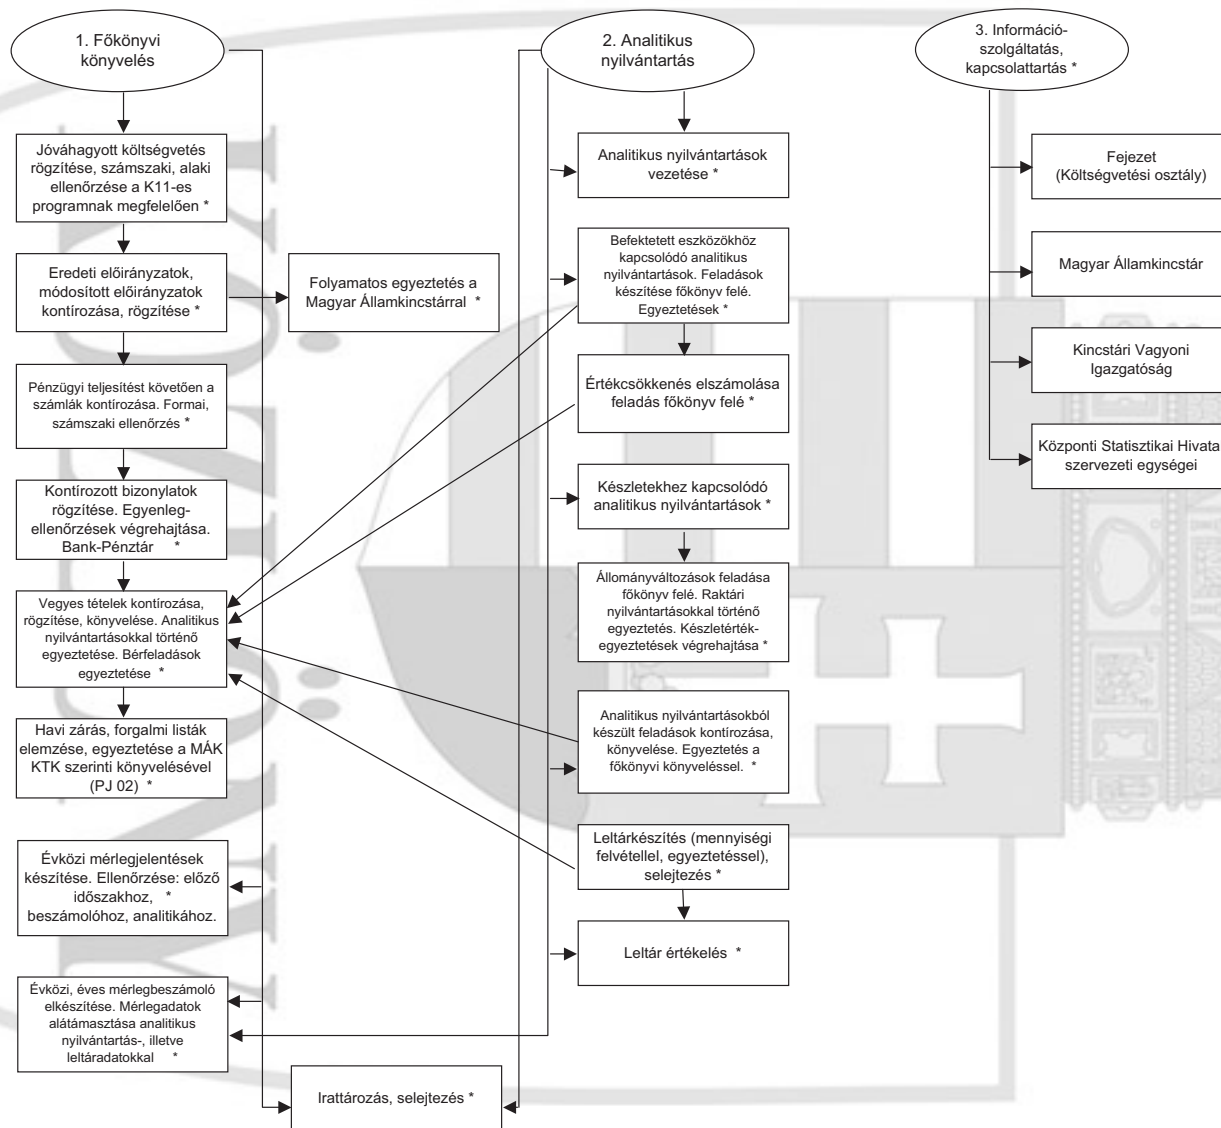 1. Főkönyvi
könyvelés
Jóváhagyott költségvetés
rögzítése, számszaki, alaki
ellenőrzése a K11-es
programnak megfelelően *
Eredeti előirányzatok,
módosított előirányzatok
kontírozása, rögzítése *
Folyamatos egyeztetés a
Magyar Államkincstárral *
Pénzügyi teljesítést követően a
számlák kontírozása. Formai,
számszaki ellenőrzés *
Kontírozott bizonylatok
rögzítése. Egyenleg-
ellenőrzések végrehajtása.
Bank-Pénztár *
Vegyes tételek kontírozása,
rögzítése, könyvelése. Analitikus
nyilvántartásokkal történő
egyeztetése. Bérfeladások
egyeztetése *
Havi zárás, forgalmi listák
elemzése, egyeztetése a MÁK
KTK szerinti könyvelésével
(PJ 02) *
Évközi mérlegjelentések
készítése. Ellenőrzése: előző
időszakhoz, *
beszámolóhoz, analitikához.
Évközi, éves mérlegbeszámoló
elkészítése. Mérlegadatok
alátámasztása analitikus
nyilvántartás-, illetve
leltáradatokkal *
Irattározás, selejtezés *
2. Analitikus
nyilvántartás
Analitikus nyilvántartások
vezetése *
Befektetett eszközökhöz
kapcsolódó analitikus
nyilvántartások. Feladások
készítése főkönyv felé.
Egyeztetések *
Értékcsökkenés elszámolása
feladás főkönyv felé *
Készletekhez kapcsolódó
analitikus nyilvántartások *
Állományváltozások feladása
főkönyv felé. Raktári
nyilvántartásokkal történő
egyeztetés. Készletérték-
egyeztetések végrehajtása *
Analitikus nyilvántartásokból
készült feladások kontírozása,
könyvelése. Egyeztetés a
főkönyvi könyveléssel. *
Leltárkészítés (mennyiségi
felvétellel, egyeztetéssel),
selejtezés *
Leltár értékelés *
3. Információ-
szolgáltatás,
kapcsolattartás *
Fejezet
(Költségvetési osztály)
Magyar Államkincstár
Kincstári Vagyoni
Igazgatóság
Központi Statisztikai Hivata
szervezeti egységei